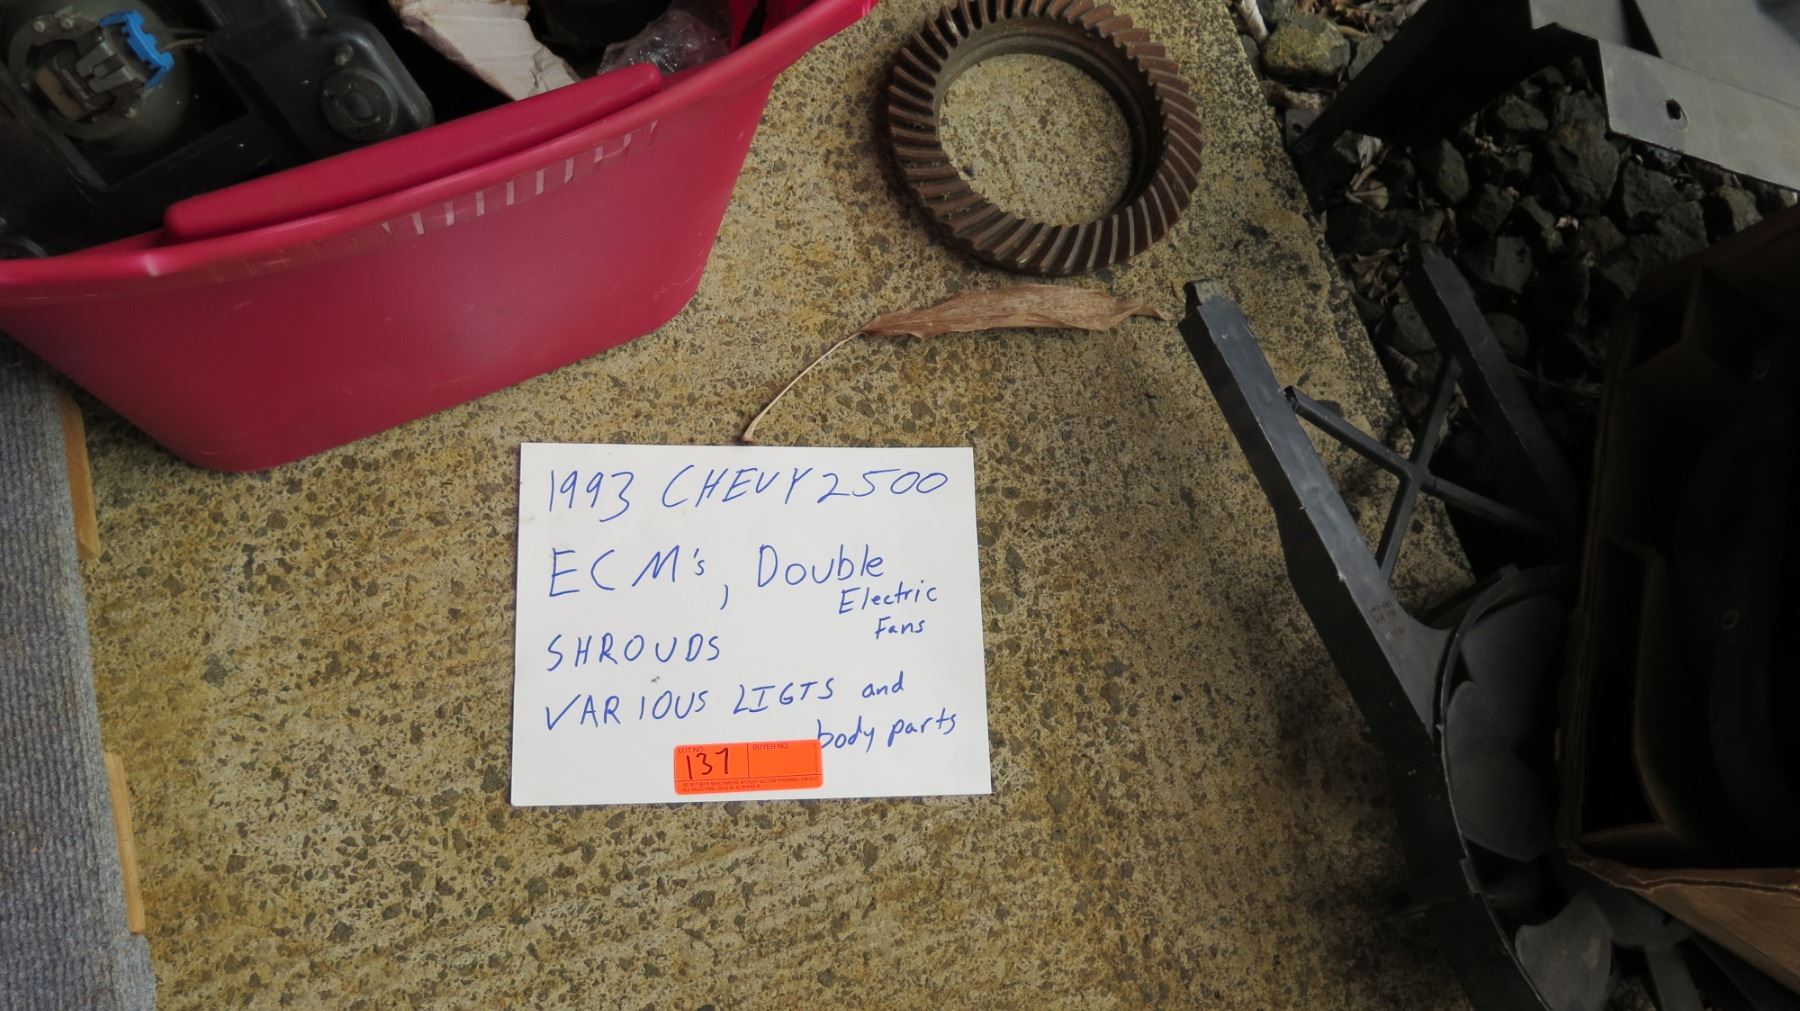 1993 CHEVY 2500
ECM's, Double
Electric
Fans
SHROUDS
VARIOUS LIGTS and
body parts
LOT NO.
137
BUYER NO.